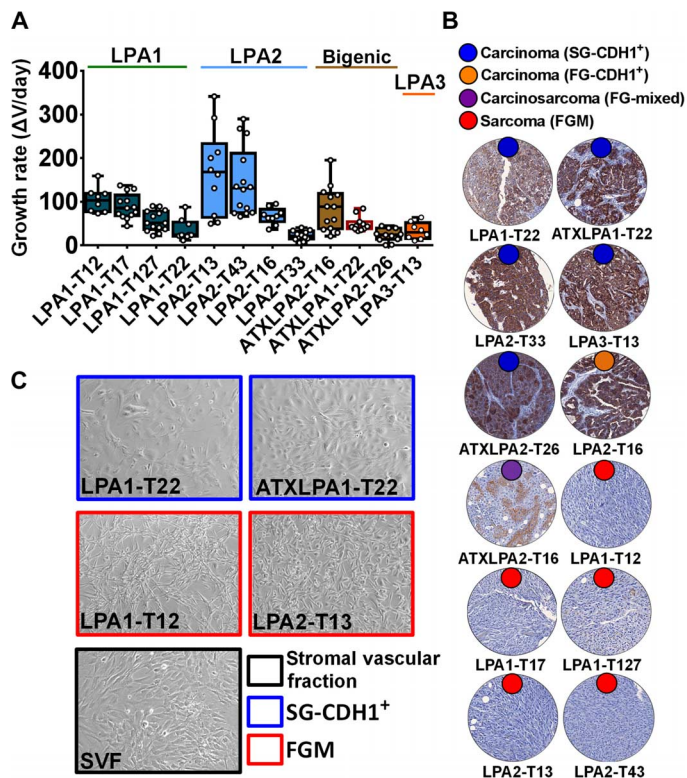 A
LPA1
LPA2
Bigenic
LPA3
Growth rate (ΔV/day)
400
300
200
100
0
LPA1-T12
LPA1-T17
LPA1-T127
LPA1-T22
LPA2-T13
LPA2-T43
LPA2-T16
LPA2-T33
ATXLPA2-T16
ATXLPA1-T22
ATXLPA2-T26
LPA3-T13
B
Carcinoma (SG-CDH1⁺)
Carcinoma (FG-CDH1⁺)
Carcinosarcoma (FG-mixed)
Sarcoma (FGM)
LPA1-T22 ATXLPA1-T22
LPA2-T33 LPA3-T13
ATXLPA2-T26 LPA2-T16
ATXLPA2-T16 LPA1-T12
LPA1-T17 LPA1-T127
LPA2-T13 LPA2-T43
C
LPA1-T22 ATXLPA1-T22
LPA1-T12 LPA2-T13
SVF
Stromal vascular
fraction
SG-CDH1⁺
FGM